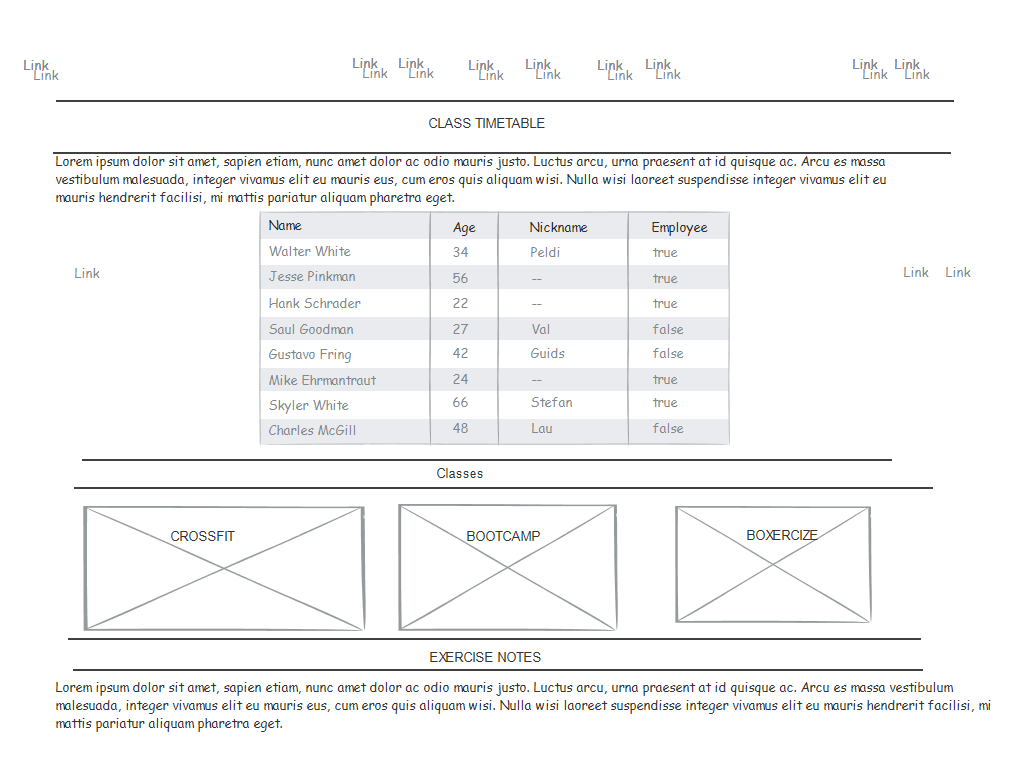 Link Link Link Link Link Link Link Link Link
Link Link Link Link Link Link Link Link Link
CLASS TIMETABLE
Lorem ipsum dolor sit amet, sapien etiam, nunc amet dolor ac odio mauris justo. Luctus arcu, urna praesent at id quisque ac. Arcu es massa
vestibulum malesuada, integer vivamus elit eu mauris eus, cum eros quis aliquam wisi. Nulla wisi laoreet suspendisse integer vivamus elit eu
mauris hendrerit facilisi, mi mattis pariatur aliquam pharetra eget.
Name Age Nickname Employee
Walter White 34 Peldi true
Link Jesse Pinkman 56 -- true Link Link
Hank Schrader 22 -- true
Saul Goodman 27 Val false
Gustavo Fring 42 Guids false
Mike Ehrmantraut 24 -- true
Skyler White 66 Stefan true
Charles McGill 48 Lau false
Classes
CROSSFIT BOOTCAMP BOXERCIZE
EXERCISE NOTES
Lorem ipsum dolor sit amet, sapien etiam, nunc amet dolor ac odio mauris justo. Luctus arcu, urna praesent at id quisque ac. Arcu es massa vestibulum
malesuada, integer vivamus elit eu mauris eus, cum eros quis aliquam wisi. Nulla wisi laoreet suspendisse integer vivamus elit eu mauris hendrerit facilisi, mi
mattis pariatur aliquam pharetra eget.